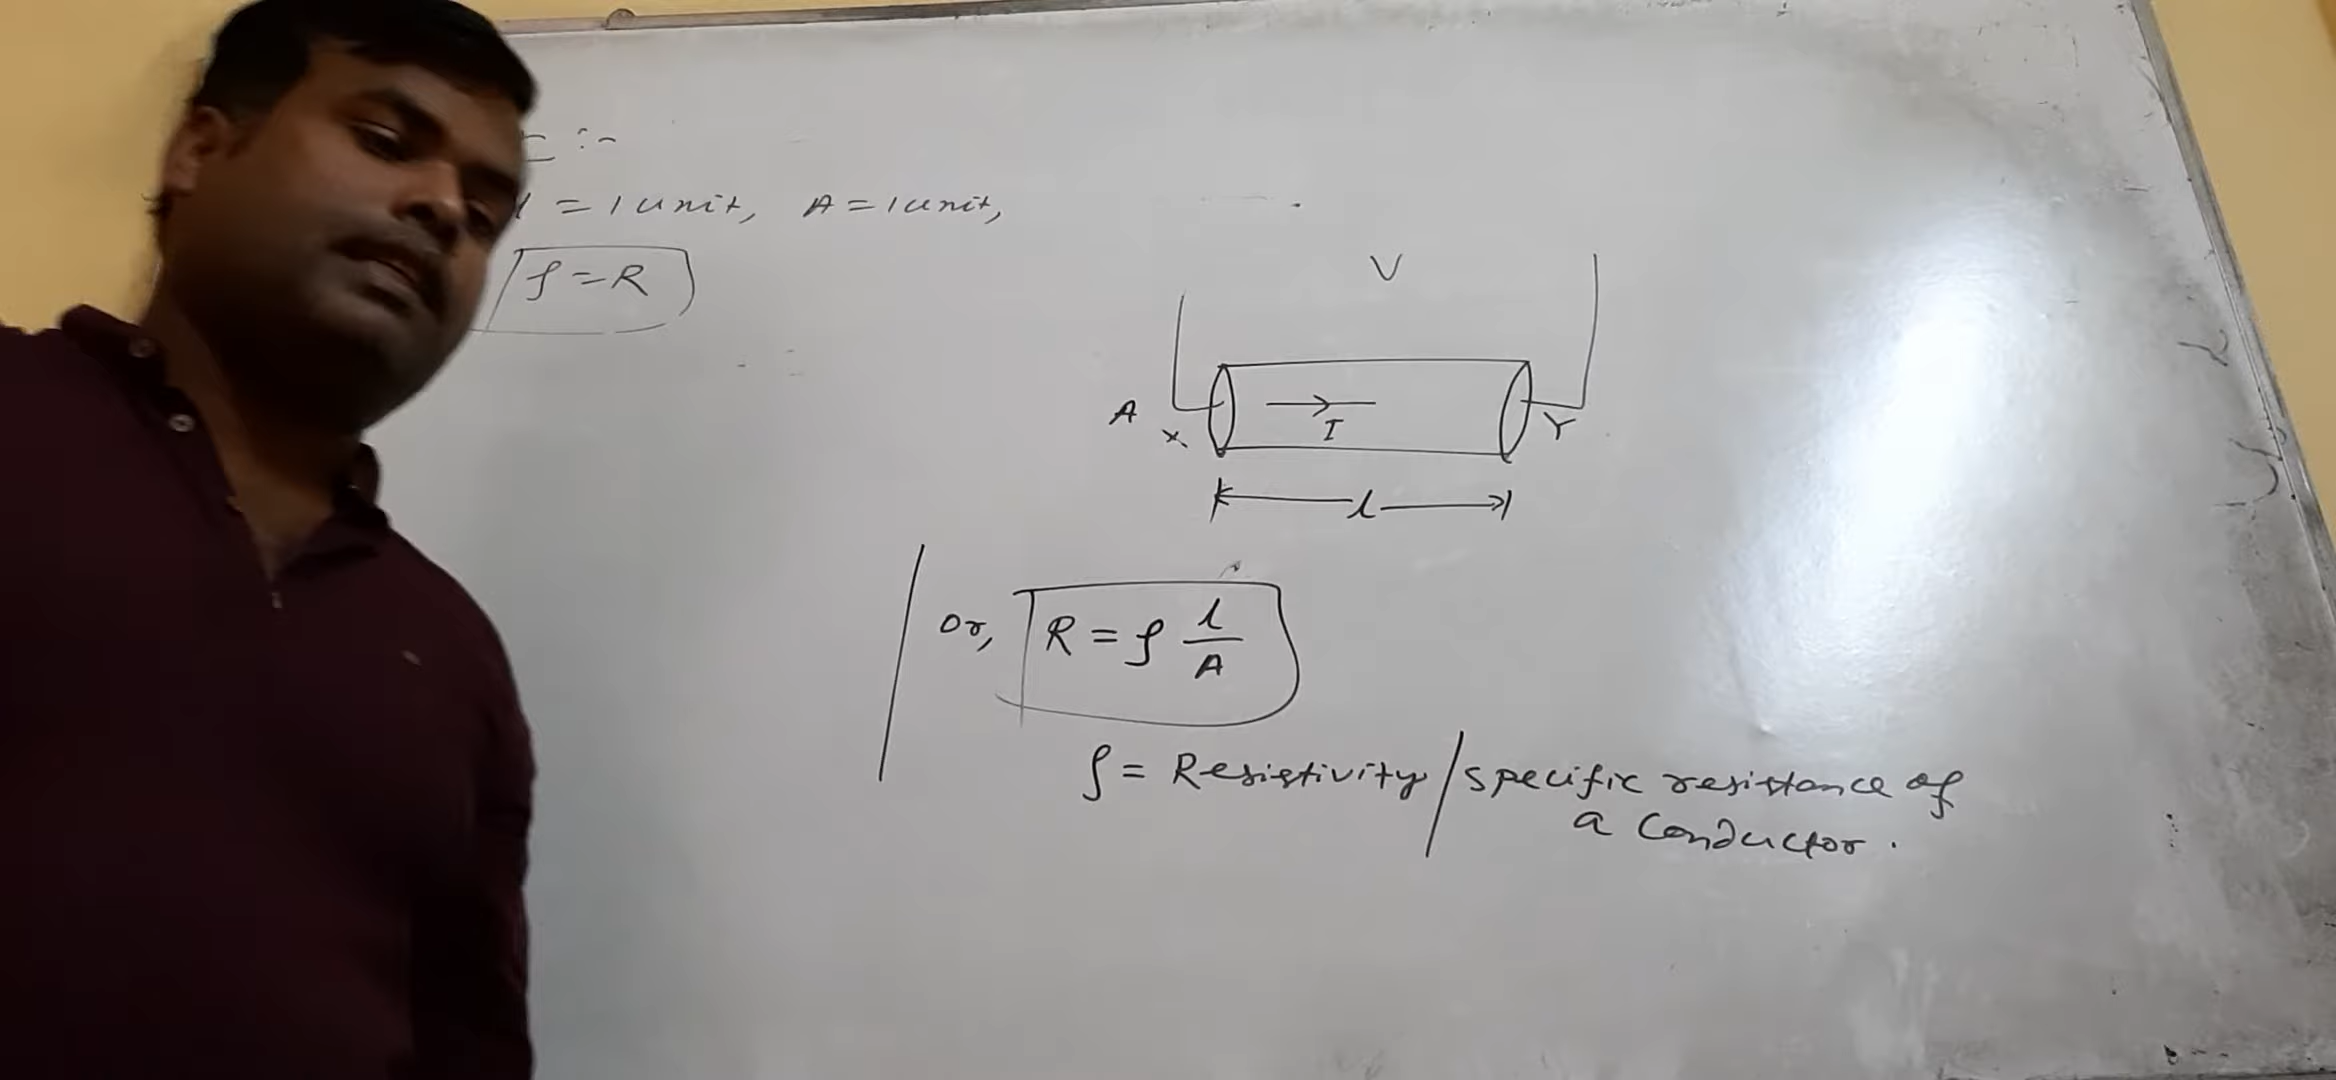 l = 1 unit, A = 1 unit,
ρ = R
V
A
X
I
Y
l
or, R = ρ l/A
ρ = Resistivity / specific resistance of
a conductor.